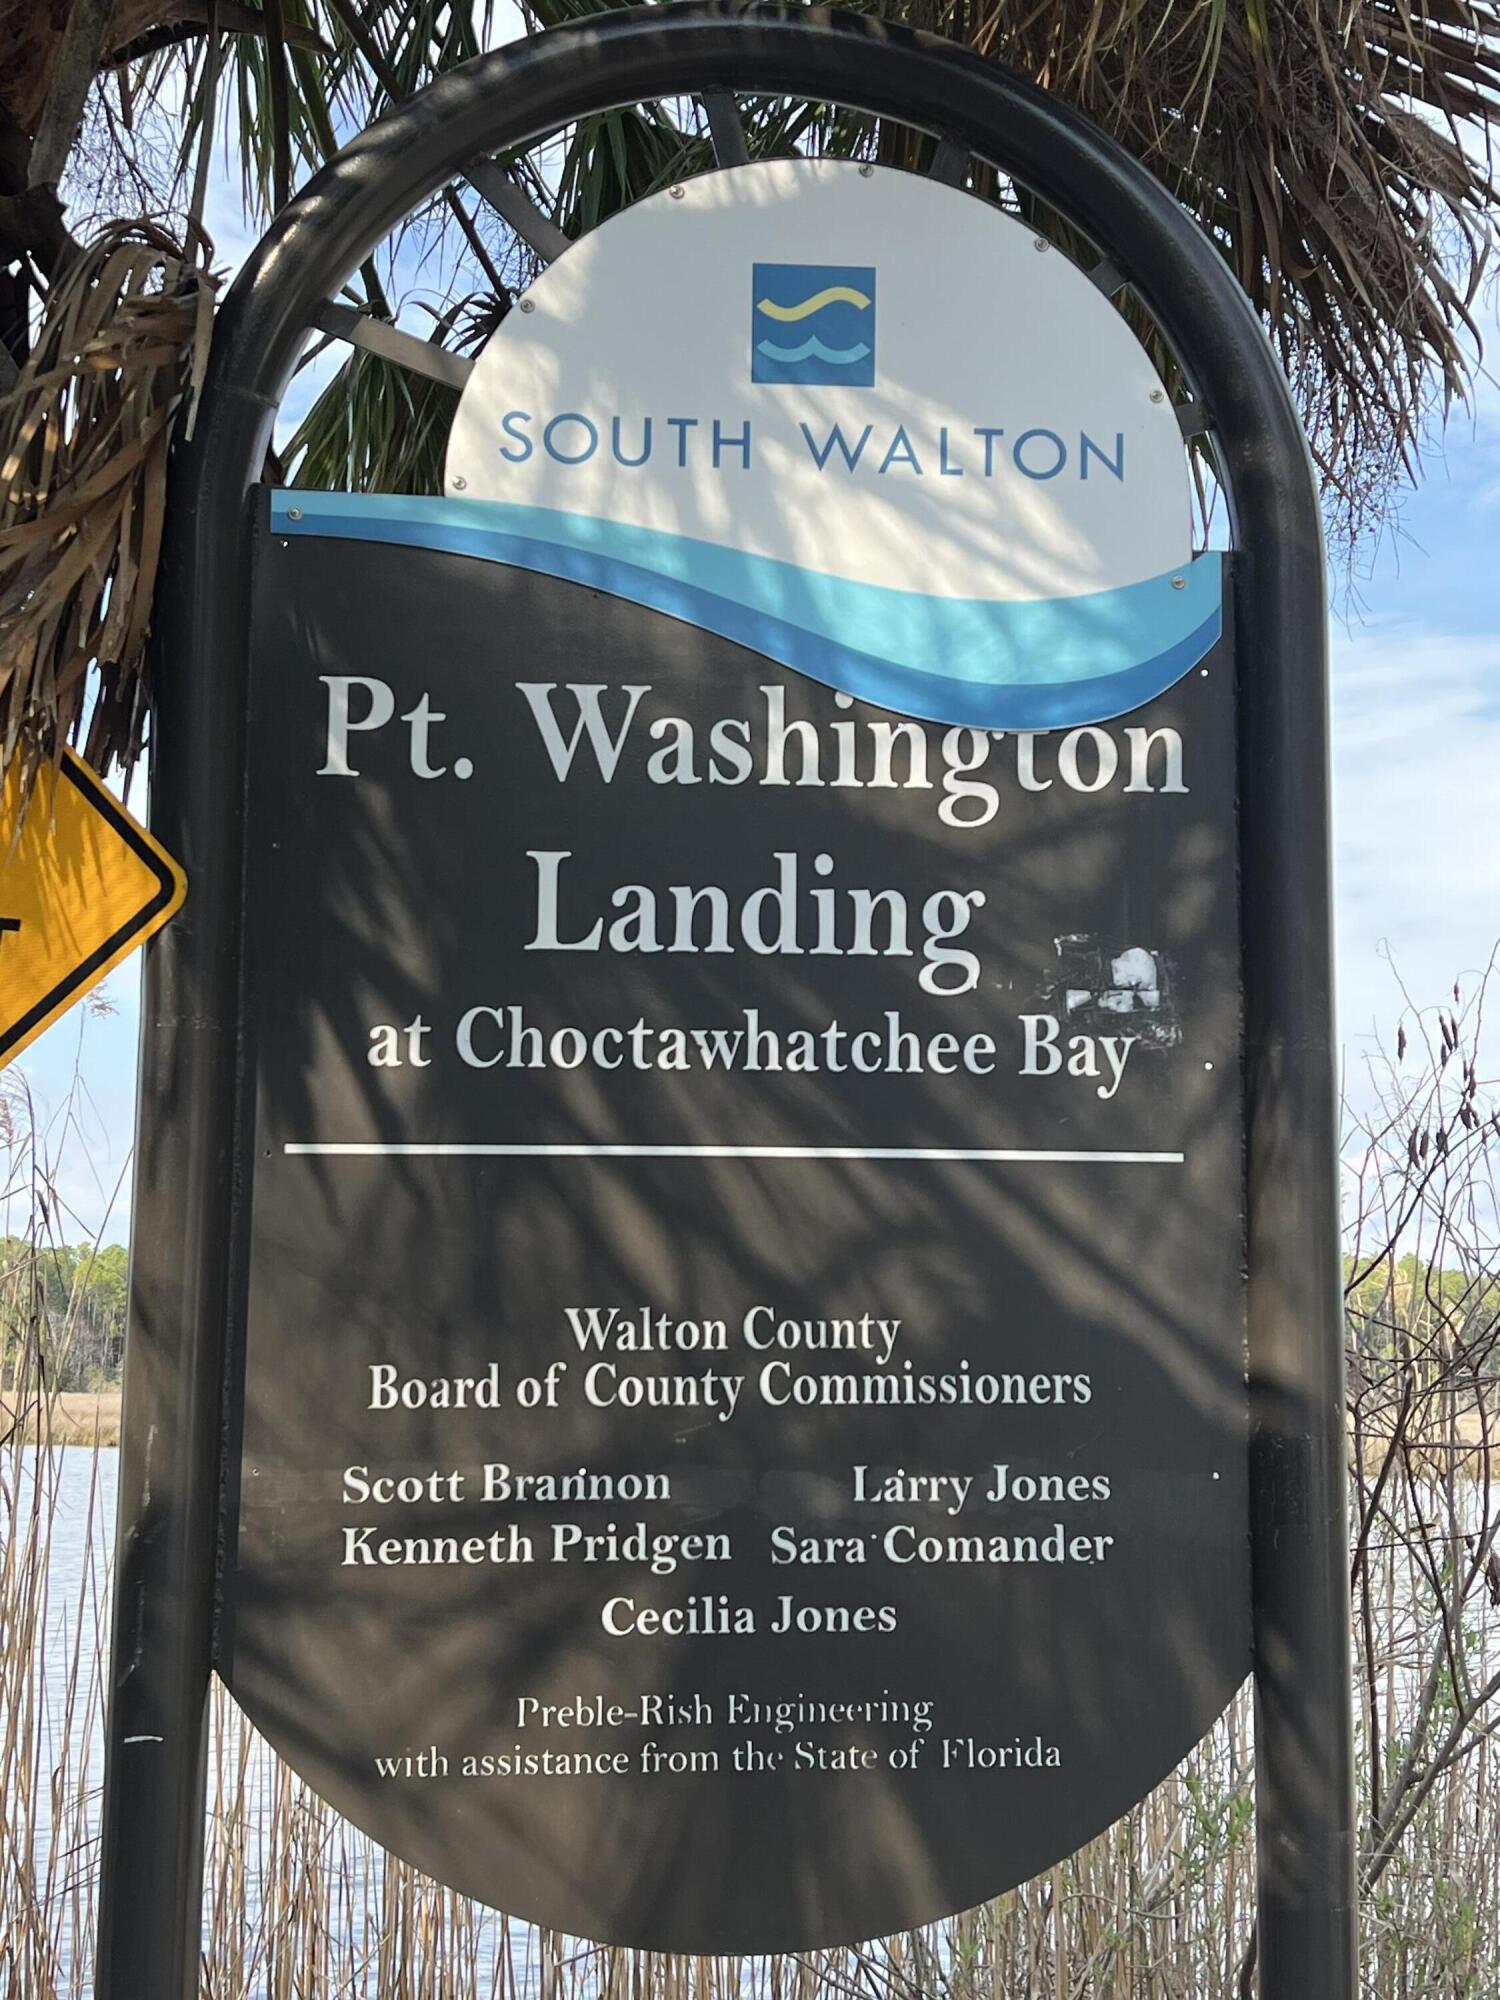 SOUTH WALTON
Pt. Washington
Landing
at Choctawhatchee Bay
Walton County
Board of County Commissioners
Scott Brannon Larry Jones
Kenneth Pridgen Sara Comander
Cecilia Jones
Preble-Rish Engineering
with assistance from the State of Florida